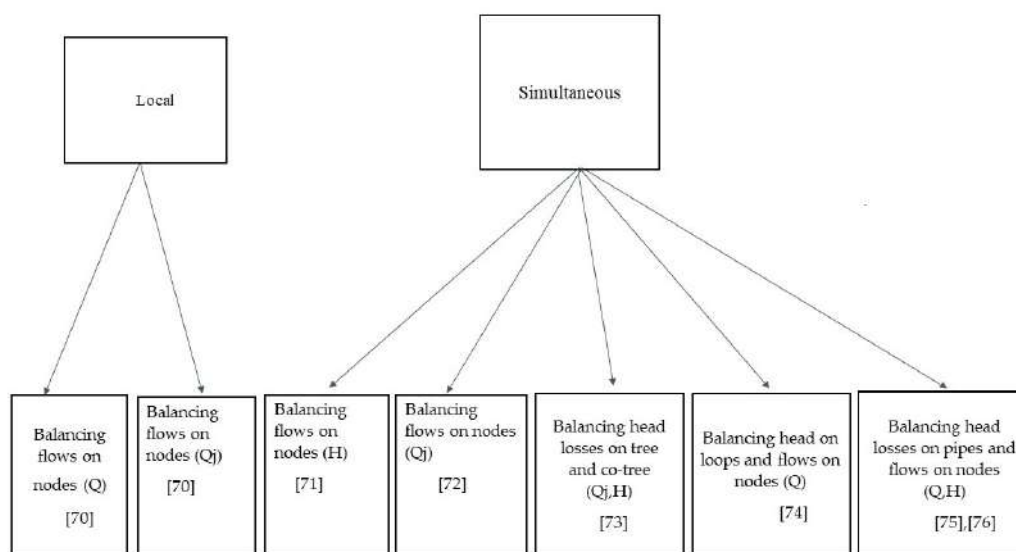 Local
Simultaneous
Balancing
flows on
nodes (Q)
[70]
Balancing
flows on
nodes (Qj)
[70]
Balancing
flows on
nodes (H)
[71]
Balancing
flows on nodes
(Qj)
[72]
Balancing head
losses on tree
and co-tree
(Qj,H)
[73]
Balancing head on
loops and flows on
nodes (Q)
[74]
Balancing head
losses on pipes and
flows on nodes
(Q,H)
[75],[76]